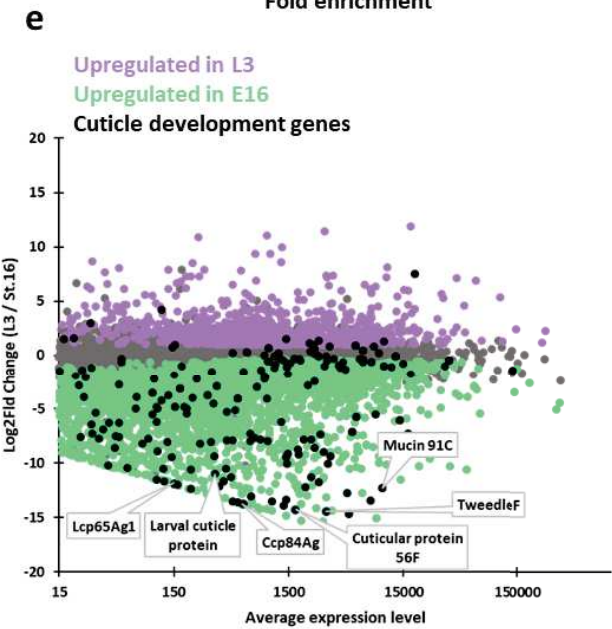 Fold enrichment
e
Upregulated in L3
Upregulated in E16
Cuticle development genes
20
15
10
5
0
-5
-10
-15
-20
Log2Fld Change (L3 / St.16)
Mucin 91C
TweedleF
Lcp65Ag1
Larval cuticle
protein
Ccp84Ag
Cuticular protein
56F
15
150
1500
15000
150000
Average expression level